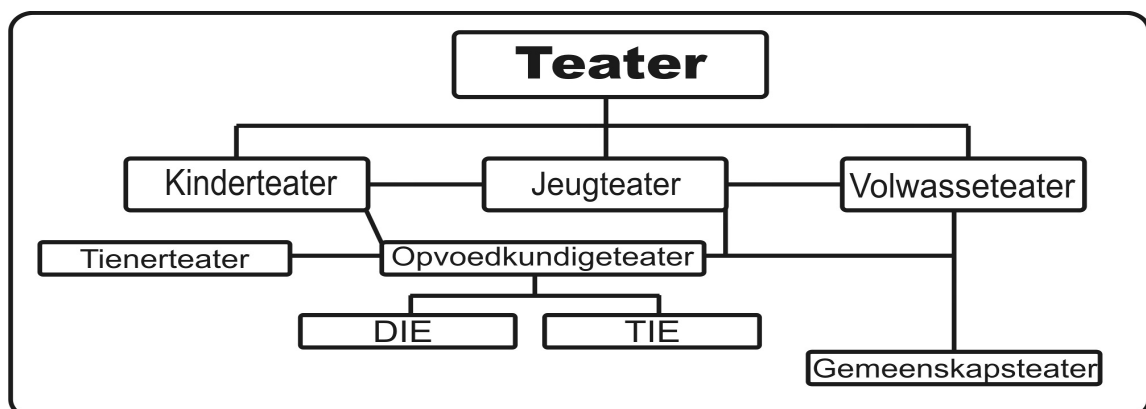 Teater
Kinderteater
Jeugteater
Volwasseteater
Tienerteater
Opvoedkundigeteater
DIE
TIE
Gemeenskapsteater